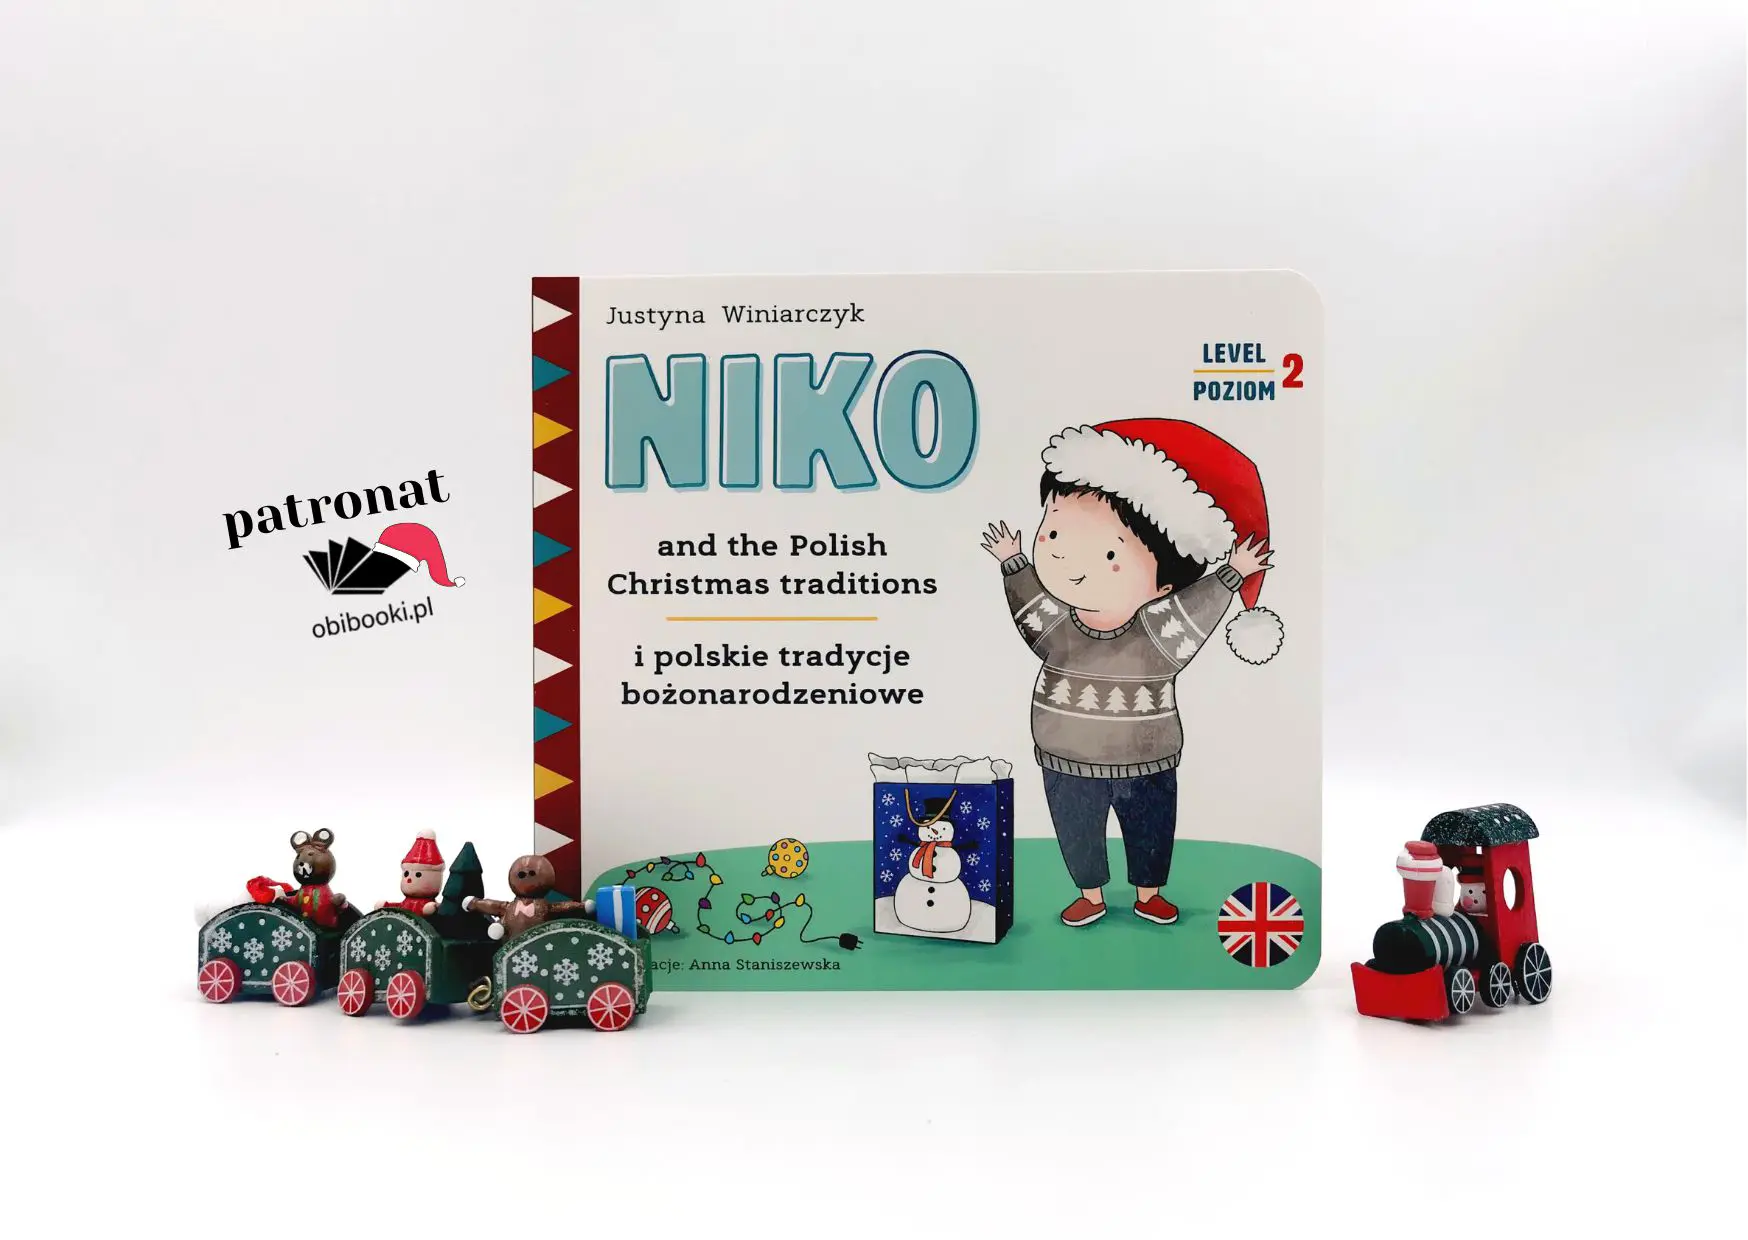 patronat
obibooki.pl
Justyna Winiarczyk
NIKO
LEVEL
POZIOM 2
and the Polish
Christmas traditions
i polskie tradycje
bożonarodzeniowe
Anna Staniszewska